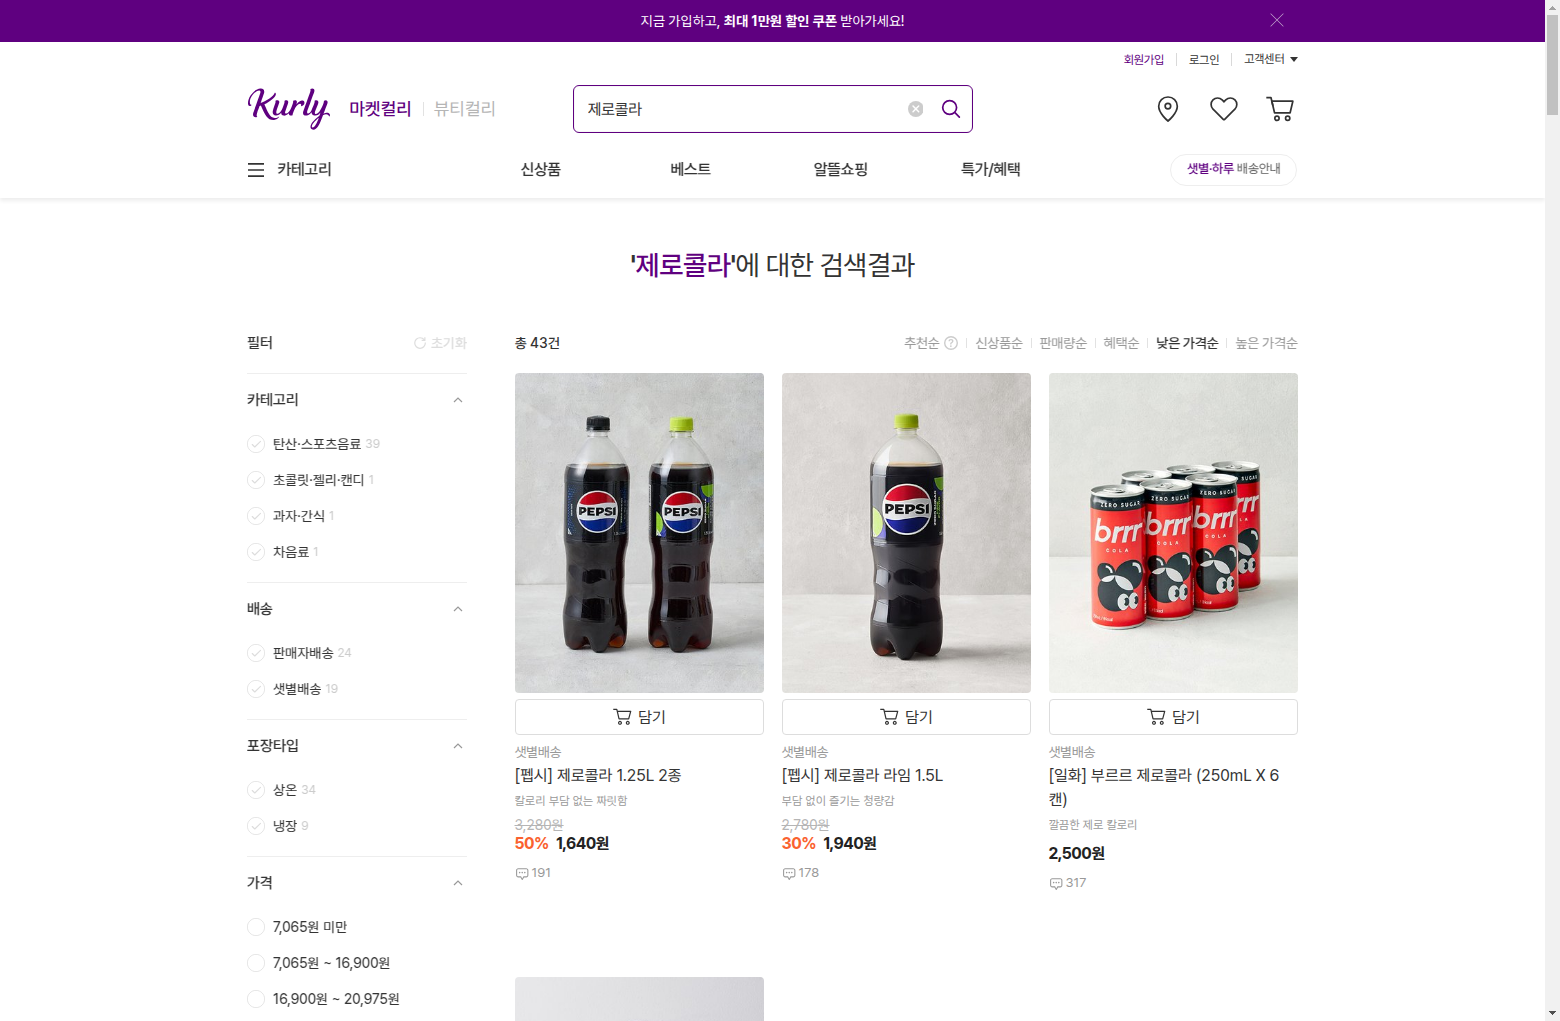 지금 가입하고, 최대 1만원 할인 쿠폰 받아가세요!
회원가입 로그인 고객센터
Kurly 마켓컬리 뷰티컬리
제로콜라
카테고리 신상품 베스트 알뜰쇼핑 특가/혜택 샛별·하루 배송안내
'제로콜라'에 대한 검색결과
필터 초기화
총 43건 추천순 ? 신상품순 판매량순 혜택순 낮은 가격순 높은 가격순
카테고리
탄산·스포츠음료 39
초콜릿·젤리·캔디 1
과자·간식 1
차음료 1
배송
판매자배송 24
샛별배송 19
포장타입
상온 34
냉장 9
가격
7,065원 미만
7,065원 ~ 16,900원
16,900원 ~ 20,975원
PEPSI PEPSI
담기
샛별배송
[펩시] 제로콜라 1.25L 2종
칼로리 부담 없는 짜릿함
3,280원
50% 1,640원
191
PEPSI
담기
샛별배송
[펩시] 제로콜라 라임 1.5L
부담 없이 즐기는 청량감
2,780원
30% 1,940원
178
ZERO SUGAR ZERO SUGAR ZERO SUGAR
brrr brrr brrr rr
COLA COLA COLA
담기
샛별배송
[일화] 부르르 제로콜라 (250mL X 6
캔)
깔끔한 제로 칼로리
2,500원
317